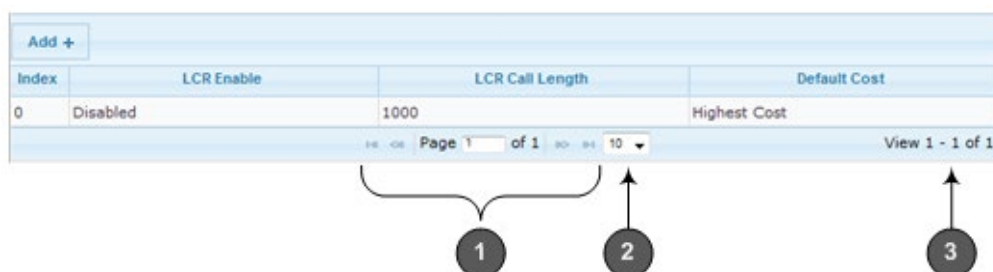 Add +
Index LCR Enable LCR Call Length Default Cost
0 Disabled 1000 Highest Cost
Page 1 of 1 10 View 1 - 1 of 1
1 2 3